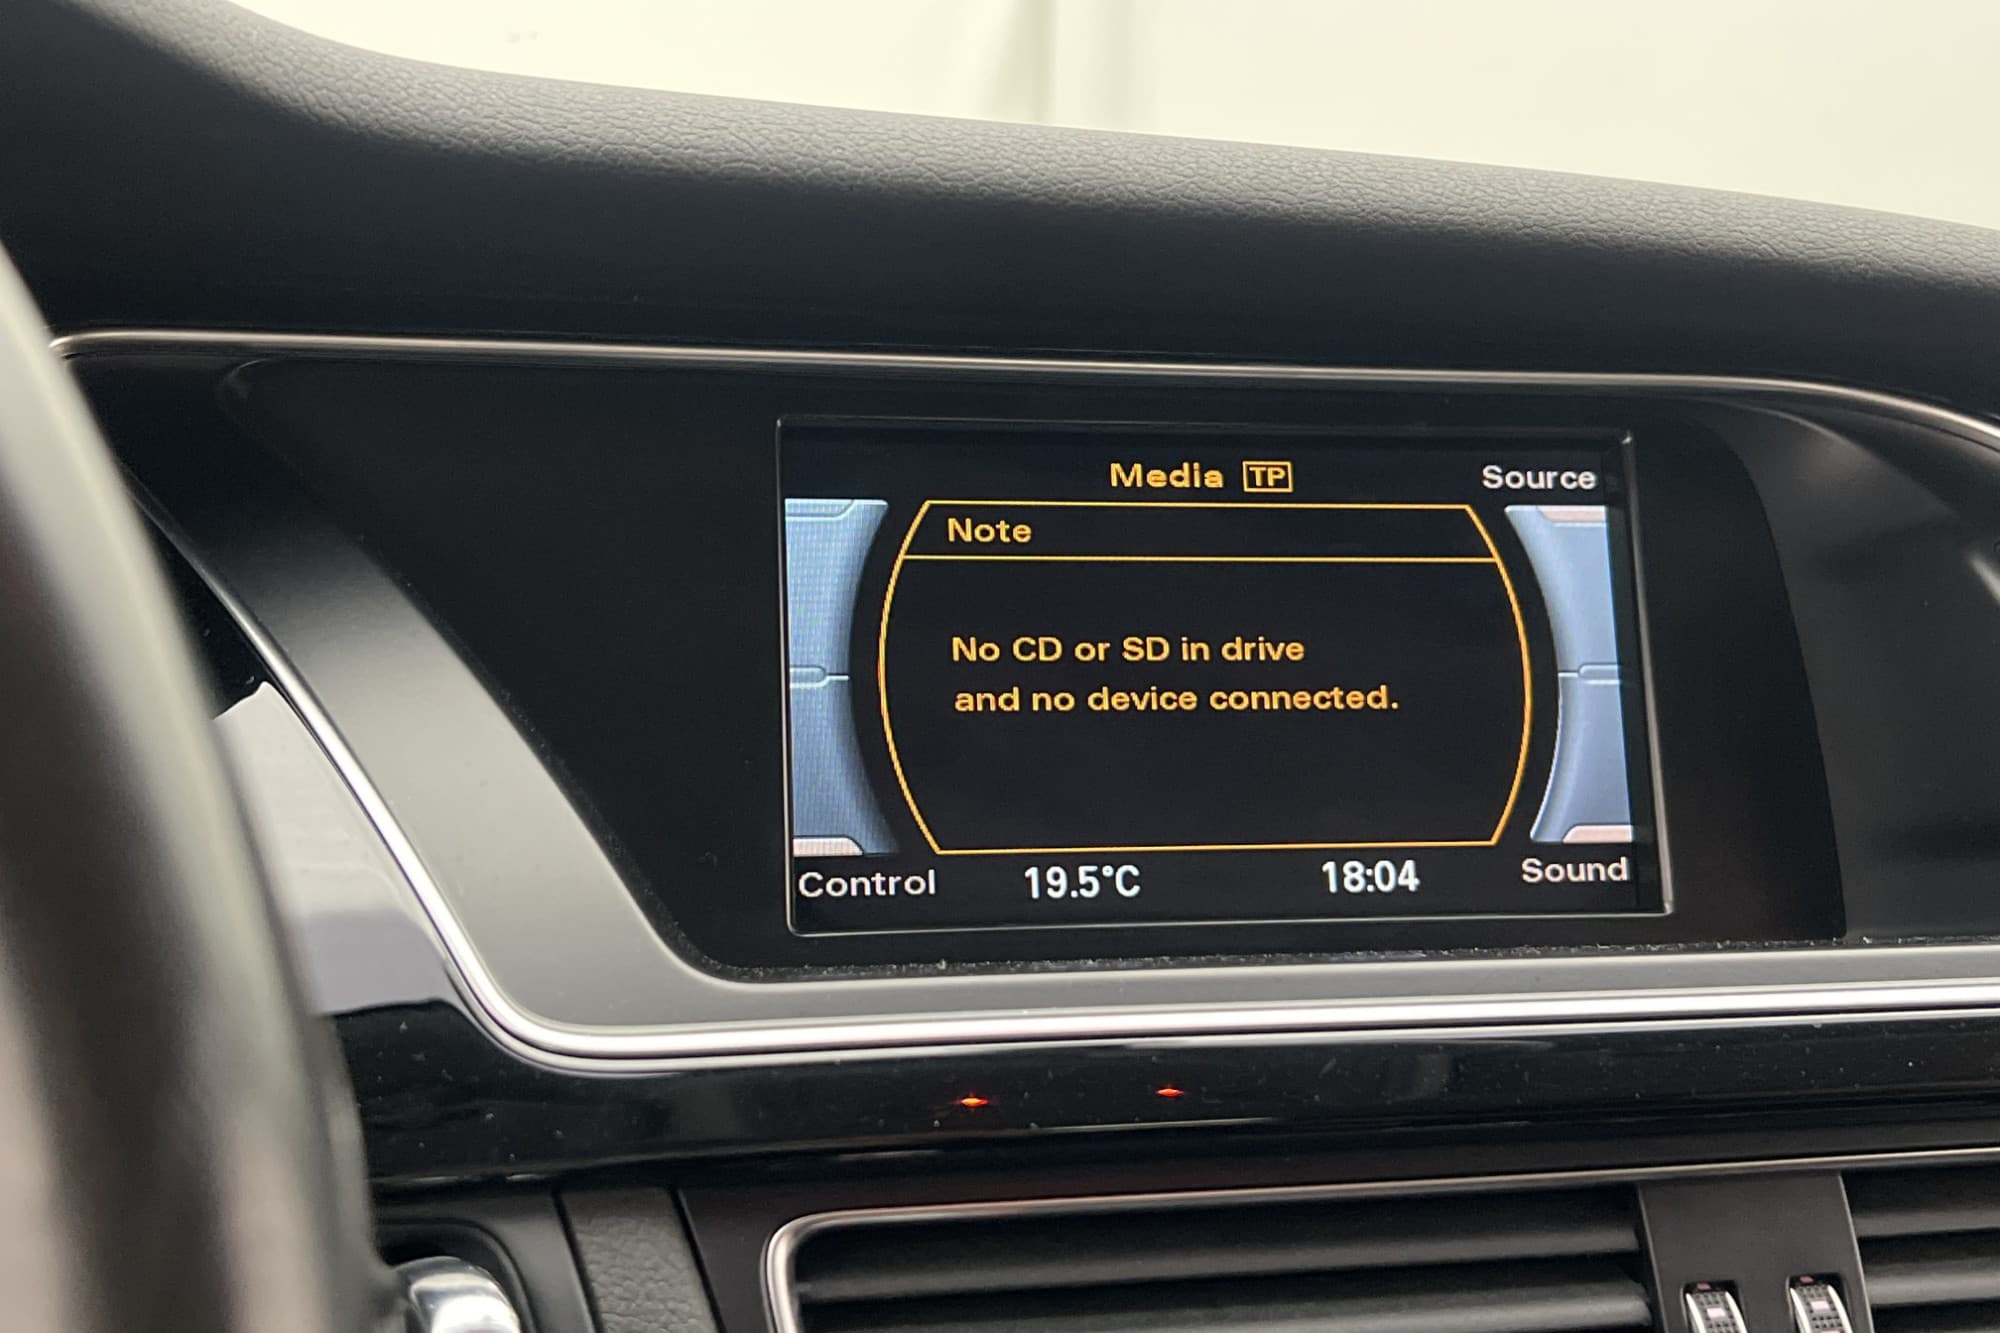 Media TP
Source
Note
No CD or SD in drive
and no device connected.
Control
19.5°C
18:04
Sound